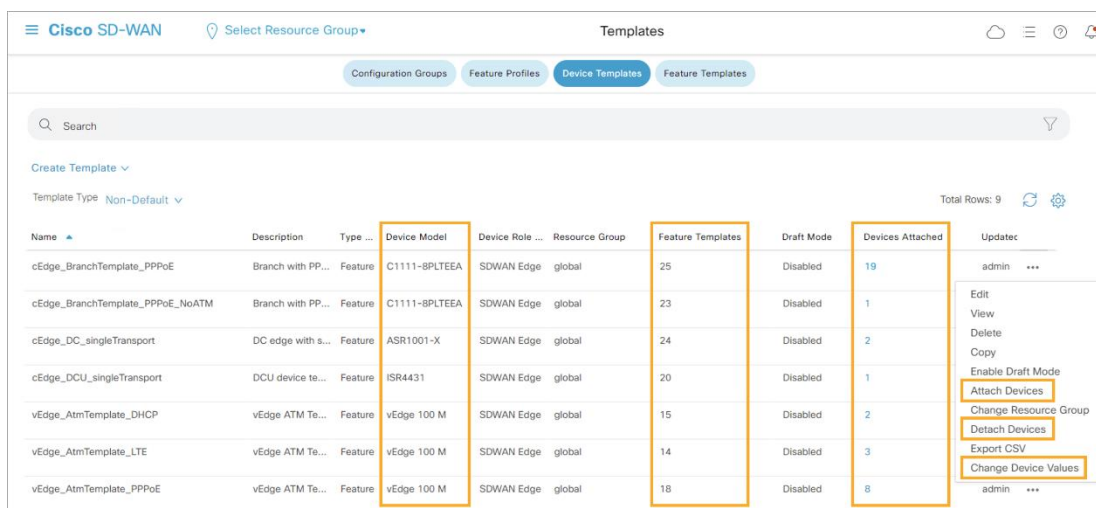 Cisco SD-WAN Select Resource Group Templates
Configuration Groups Feature Profiles Device Templates Feature Templates
Search
Create Template
Template Type Non-Default Total Rows: 9
Name Description Type ... Device Model Device Role ... Resource Group Feature Templates Draft Mode Devices Attached Updated
cEdge_BranchTemplate_PPPoE Branch with PP... Feature C1111-8PLTEEA SDWAN Edge global 25 Disabled 19 admin ...
cEdge_BranchTemplate_PPPoE_NoATM Branch with PP... Feature C1111-8PLTEEA SDWAN Edge global 23 Disabled 1
cEdge_DC_singleTransport DC edge with s... Feature ASR1001-X SDWAN Edge global 24 Disabled 2
cEdge_DCU_singleTransport DCU device te... Feature ISR4431 SDWAN Edge global 20 Disabled 1
vEdge_AtmTemplate_DHCP vEdge ATM Te... Feature vEdge 100 M SDWAN Edge global 15 Disabled 2
vEdge_AtmTemplate_LTE vEdge ATM Te... Feature vEdge 100 M SDWAN Edge global 14 Disabled 3
vEdge_AtmTemplate_PPPoE vEdge ATM Te... Feature vEdge 100 M SDWAN Edge global 18 Disabled 8 admin ...
Edit
View
Delete
Copy
Enable Draft Mode
Attach Devices
Change Resource Group
Detach Devices
Export CSV
Change Device Values